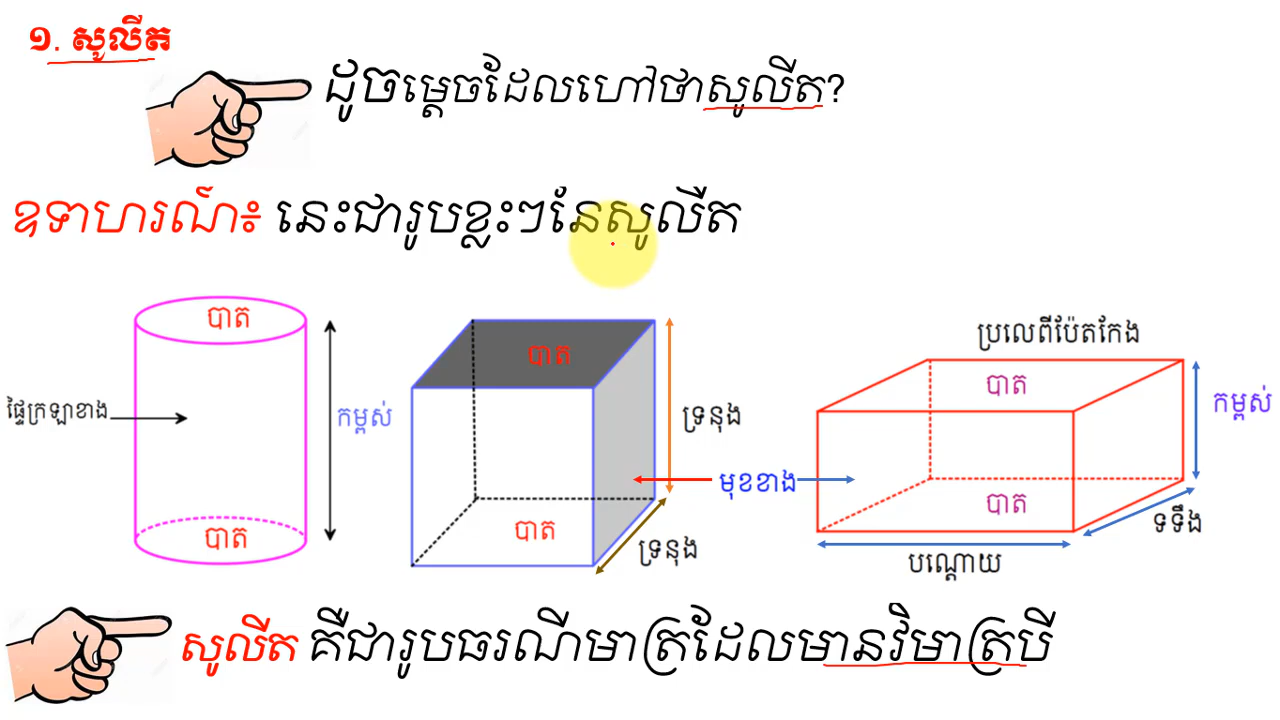 ១. សូលីត
ដូចម្ដេចដែលហៅថាសូលីត?
ឧទាហរណ៍៖ នេះជារូបខ្លះៗនៃសូលីត
បាត
ផ្ទៃក្រឡាខាង
កម្ពស់
បាត
បាត
ទ្រនុង
មុខខាង
បាត
ទ្រនុង
ប្រលេពីប៉ែតកែង
បាត
កម្ពស់
បាត
ទទឹង
បណ្ដោយ
សូលីត គឺជារូបធរណីមាត្រដែលមានវិមាត្របី